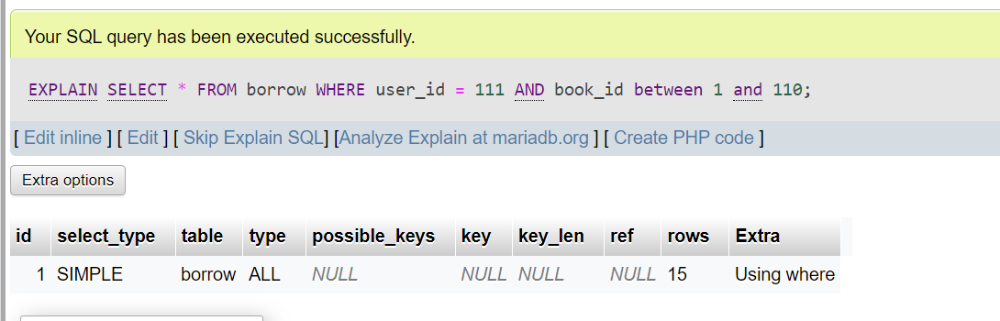 Your SQL query has been executed successfully.
EXPLAIN SELECT * FROM borrow WHERE user_id = 111 AND book_id between 1 and 110;
[ Edit inline ] [ Edit ] [ Skip Explain SQL] [Analyze Explain at mariadb.org ] [ Create PHP code ]
Extra options
id select_type table type possible_keys key key_len ref rows Extra
1 SIMPLE borrow ALL NULL NULL NULL NULL 15 Using where